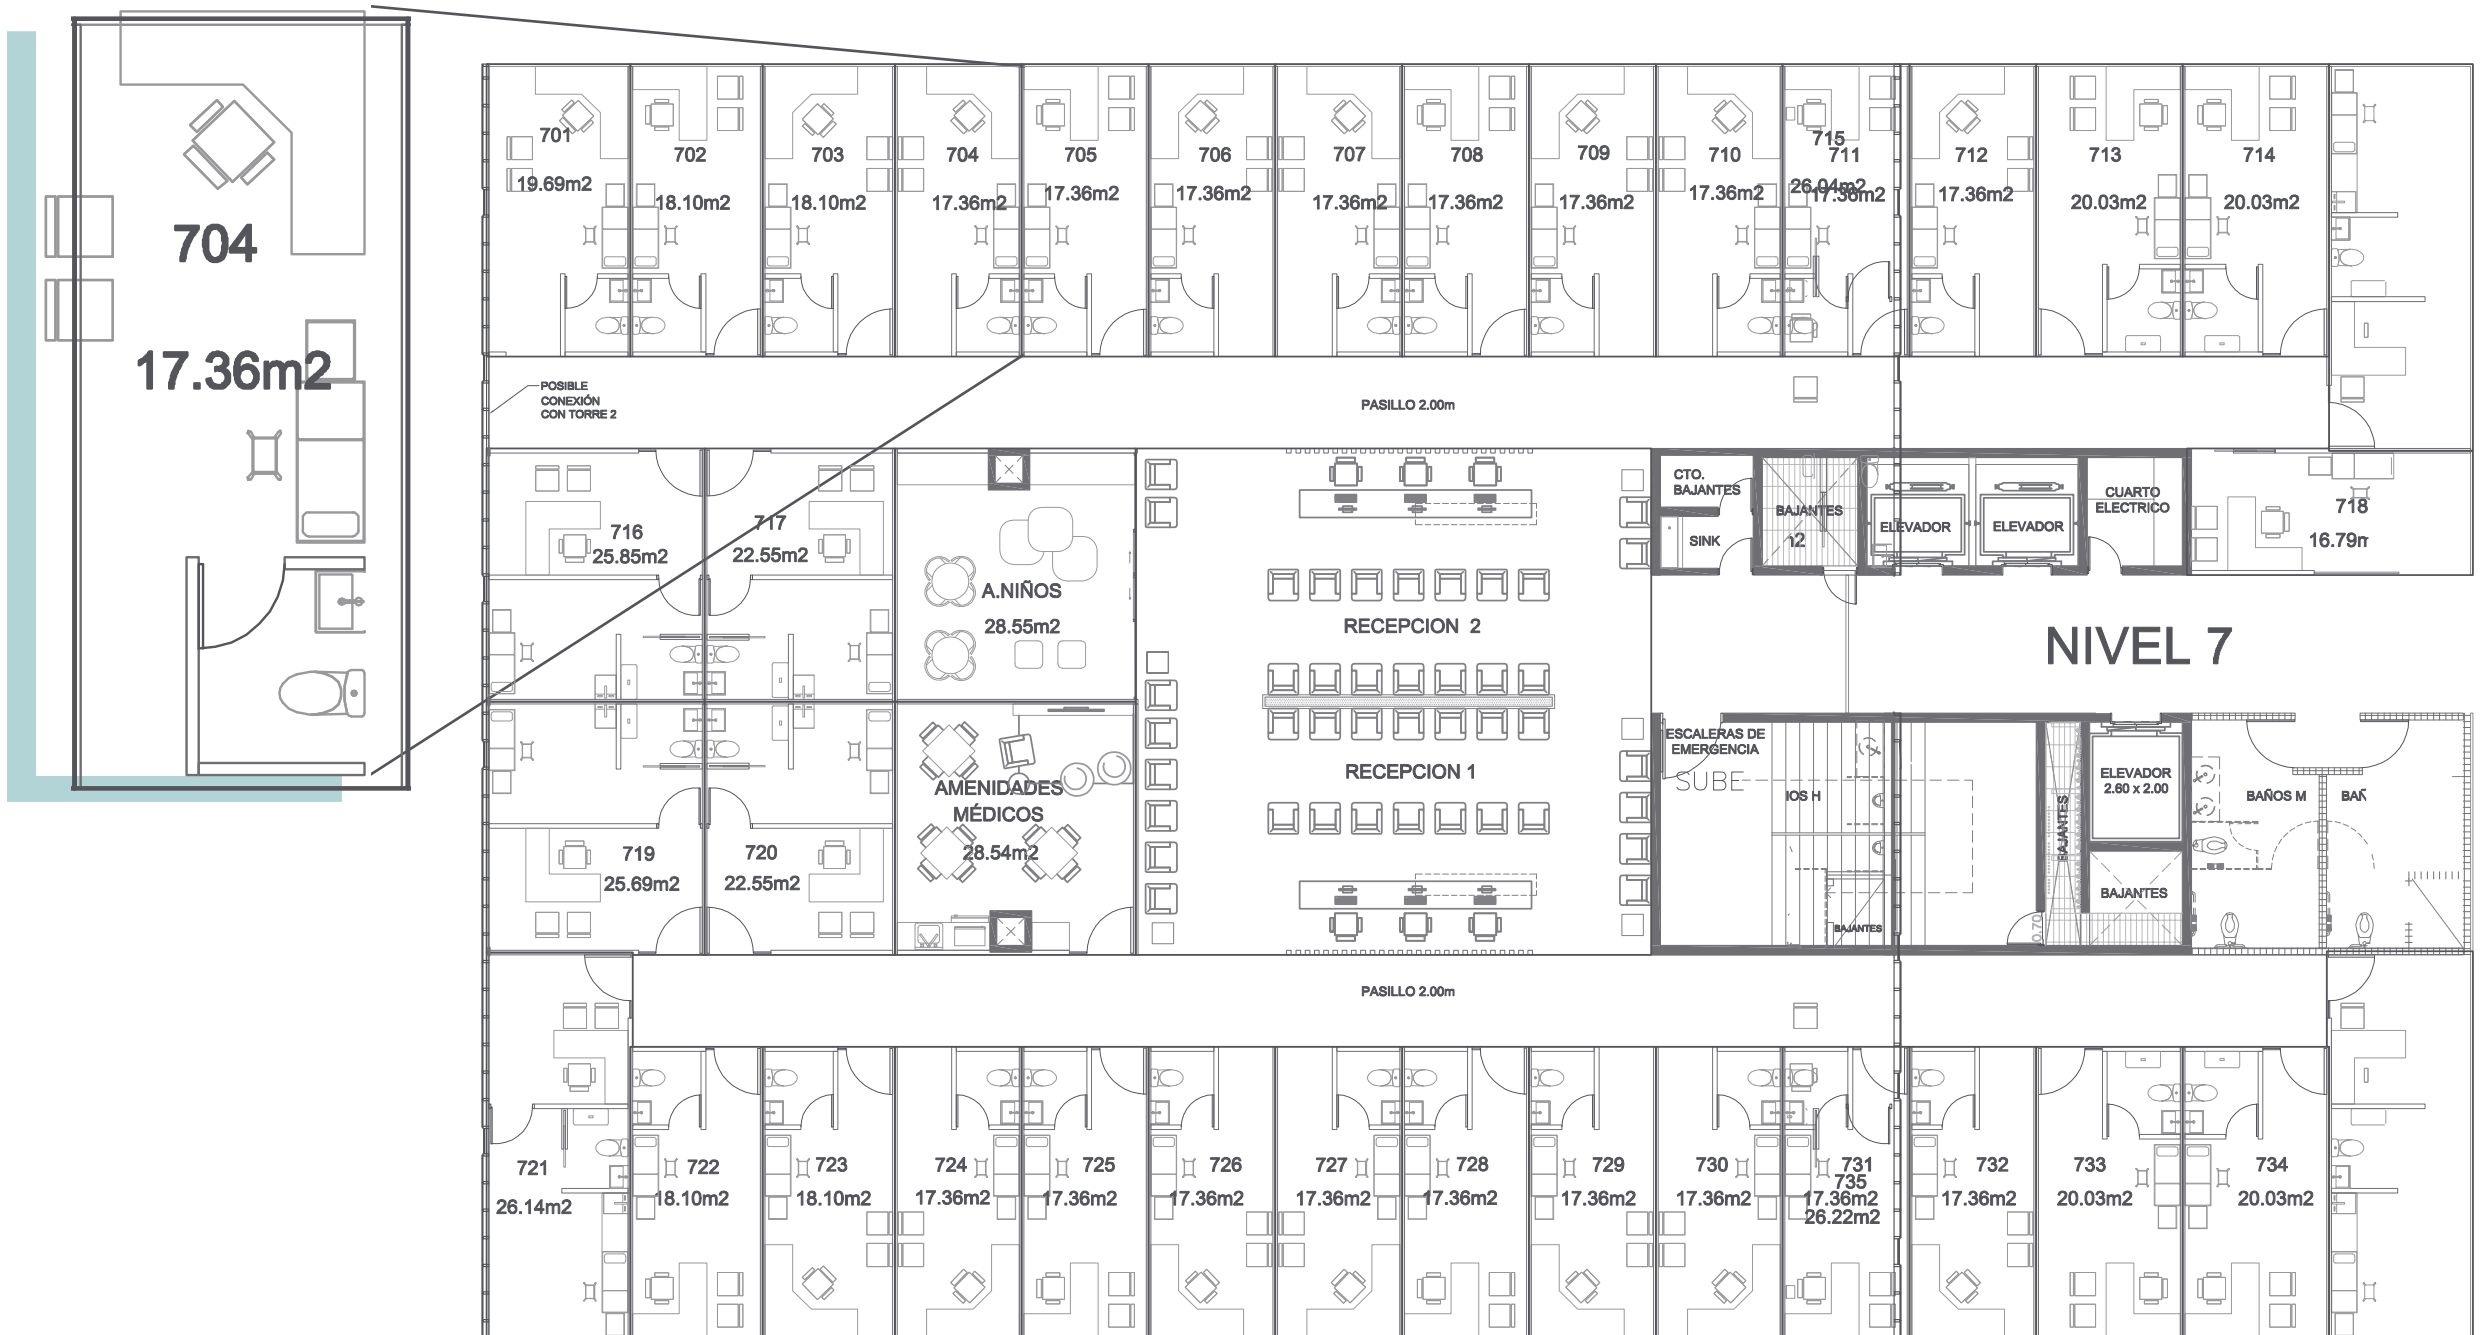 704
17.36m2
701
19.69m2
702
18.10m2
703
18.10m2
704
17.36m2
705
17.36m2
706
17.36m2
707
17.36m2
708
17.36m2
709
17.36m2
710
17.36m2
715
711
26.04m2
17.36m2
712
17.36m2
713
20.03m2
714
20.03m2
POSIBLE
CONEXIÓN
CON TORRE 2
PASILLO 2.00m
716
25.85m2
717
22.55m2
A.NIÑOS
28.55m2
RECEPCION 2
CTO.
BAJANTES
SINK
BAJANTES
ELEVADOR
ELEVADOR
CUARTO
ELECTRICO
718
16.79m
NIVEL 7
719
25.69m2
720
22.55m2
AMENIDADES
MÉDICOS
28.54m2
RECEPCION 1
ESCALERAS DE
EMERGENCIA
SUBE
IOS H
BAJANTES
BAJANTES
0.70
ELEVADOR
2.60 x 2.00
BAJANTES
BAÑOS M
BAÑ
PASILLO 2.00m
721
26.14m2
722
18.10m2
723
18.10m2
724
17.36m2
725
17.36m2
726
17.36m2
727
17.36m2
728
17.36m2
729
17.36m2
730
17.36m2
731
735
17.36m2
26.22m2
732
17.36m2
733
20.03m2
734
20.03m2